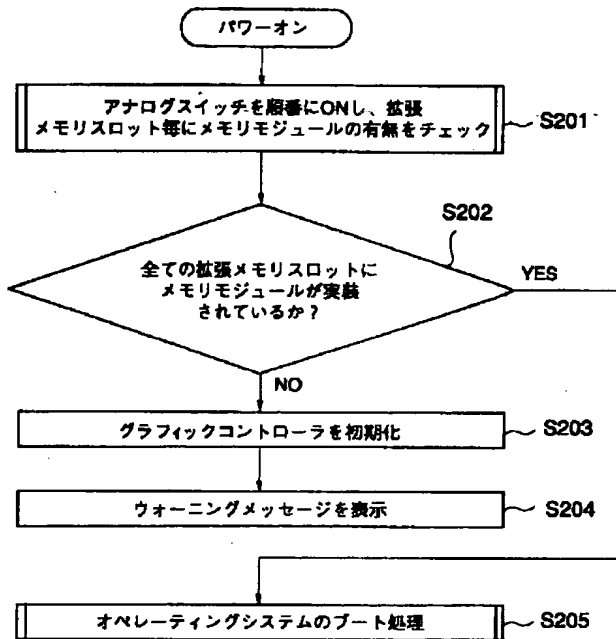 パワーオン
アナログスイッチを順番にONし、拡張
メモリスロット毎にメモリモジュールの有無をチェック
S201
S202
全ての拡張メモリスロットに
メモリモジュールが実装
されているか？
YES
NO
グラフィックコントローラを初期化
S203
ウォーニングメッセージを表示
S204
オペレーティングシステムのブート処理
S205